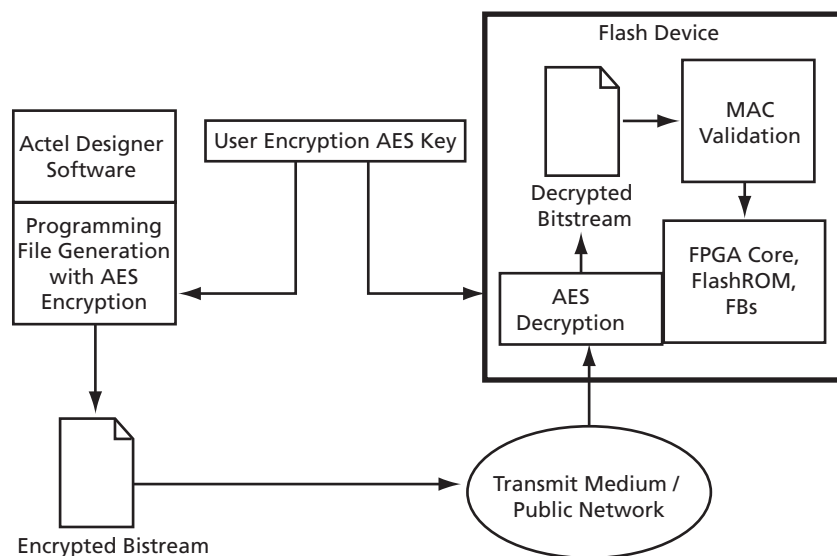 Flash Device
Actel Designer
Software
Programming
File Generation
with AES
Encryption
User Encryption AES Key
Decrypted
Bitstream
MAC
Validation
FPGA Core,
FlashROM,
FBs
AES
Decryption
Transmit Medium /
Public Network
Encrypted Bistream